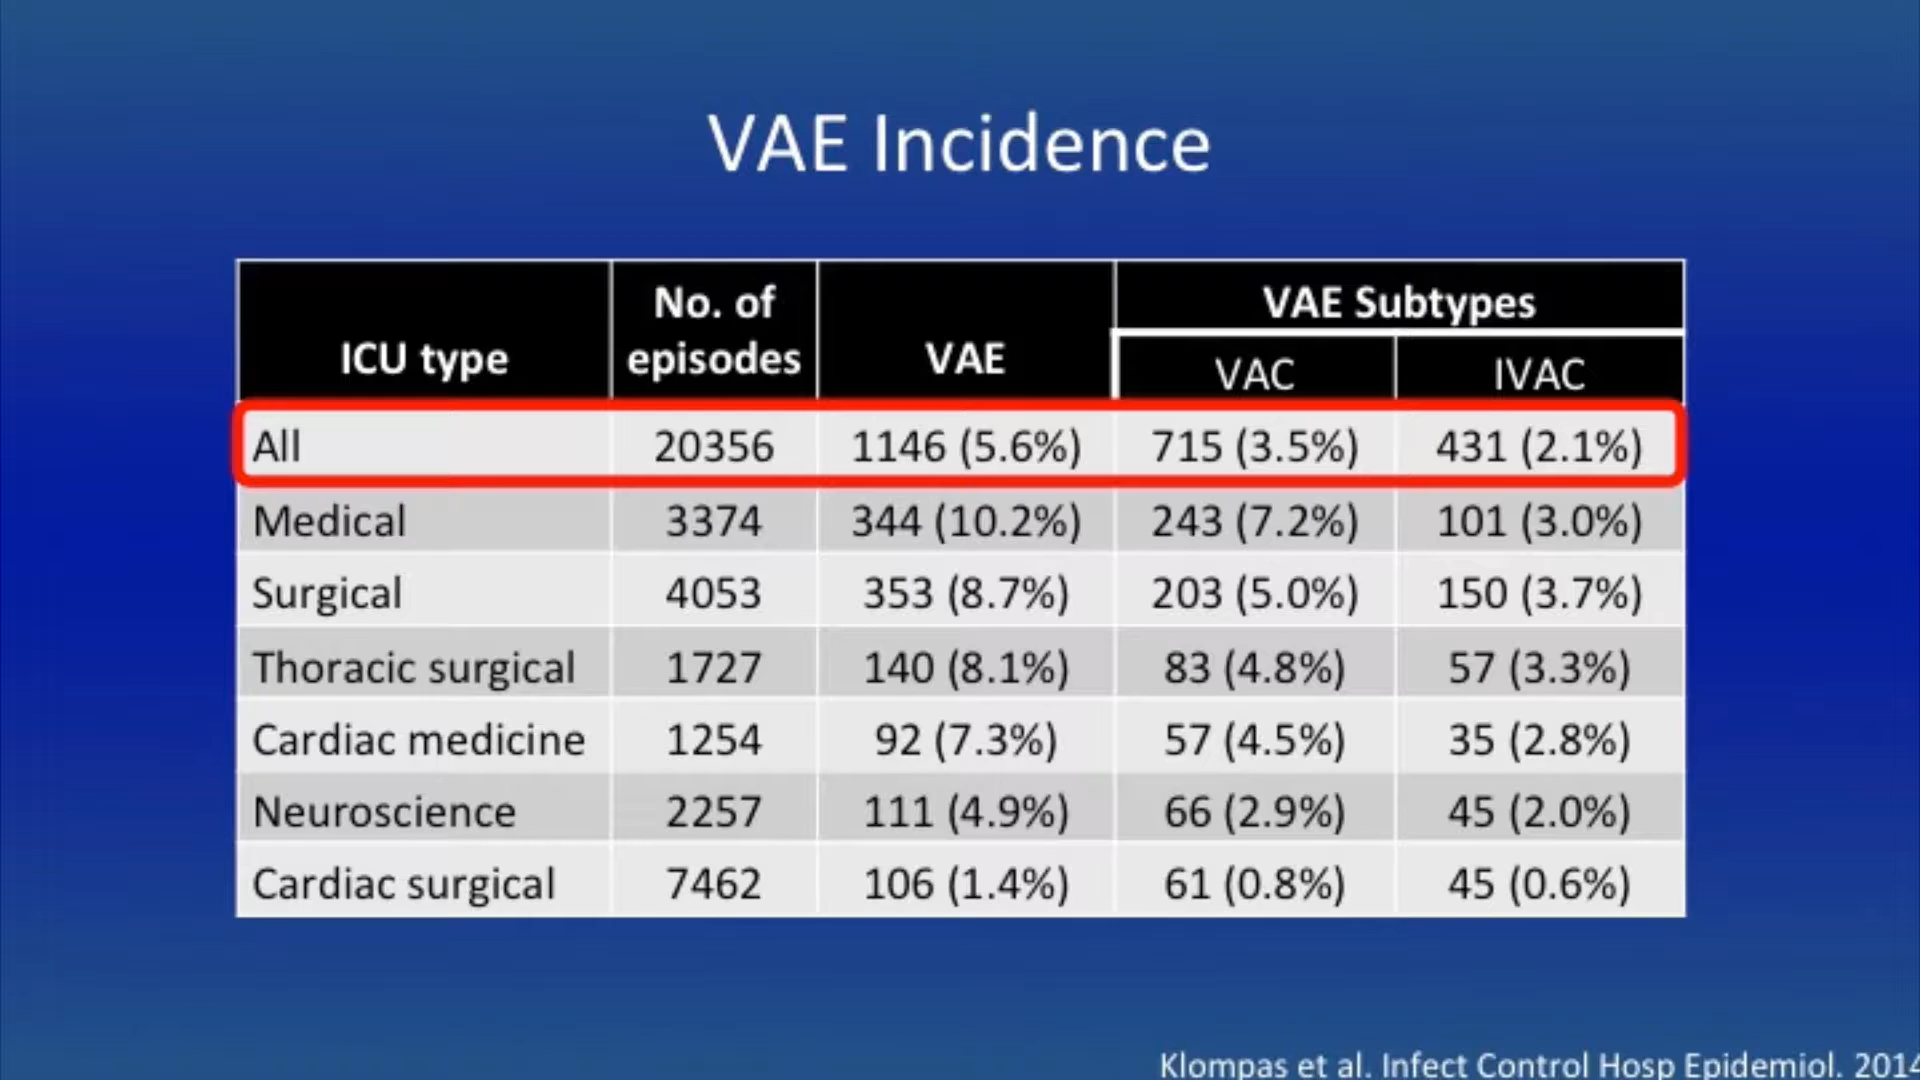 VAE Incidence
ICU type No. of episodes VAE VAE Subtypes
VAC IVAC
All 20356 1146 (5.6%) 715 (3.5%) 431 (2.1%)
Medical 3374 344 (10.2%) 243 (7.2%) 101 (3.0%)
Surgical 4053 353 (8.7%) 203 (5.0%) 150 (3.7%)
Thoracic surgical 1727 140 (8.1%) 83 (4.8%) 57 (3.3%)
Cardiac medicine 1254 92 (7.3%) 57 (4.5%) 35 (2.8%)
Neuroscience 2257 111 (4.9%) 66 (2.9%) 45 (2.0%)
Cardiac surgical 7462 106 (1.4%) 61 (0.8%) 45 (0.6%)
Klompas et al. Infect Control Hosp Epidemiol. 2014